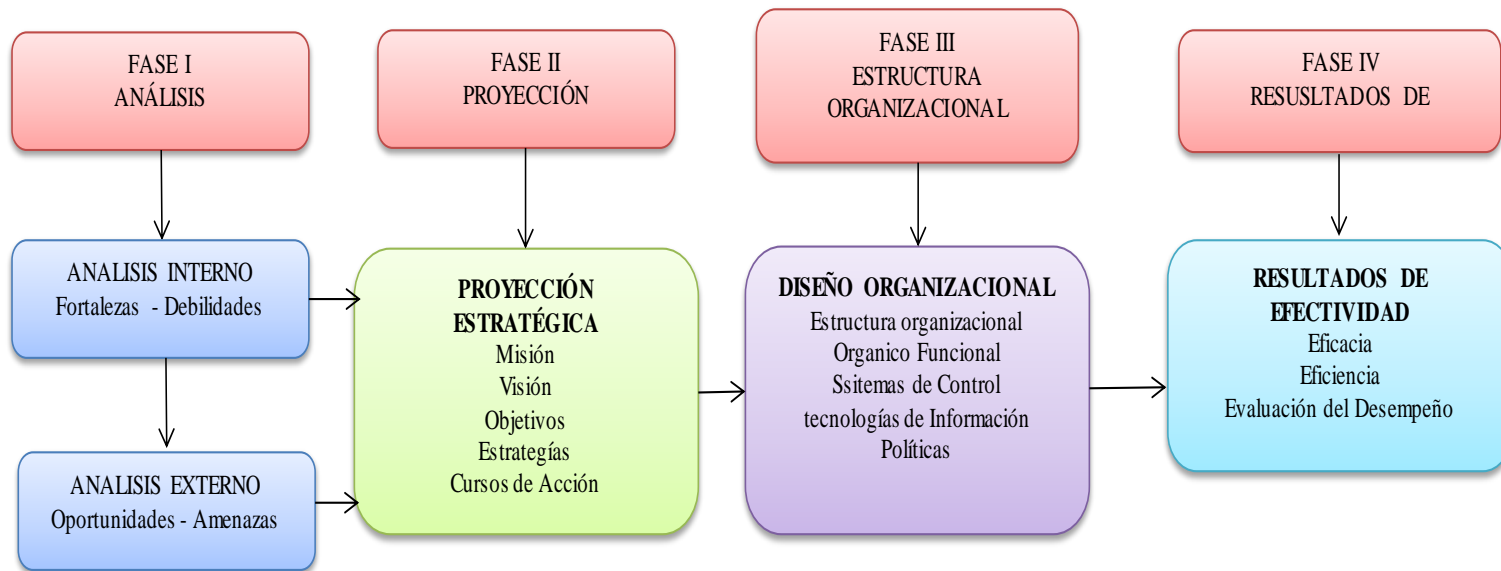 FASE I
ANÁLISIS
FASE II
PROYECCIÓN
FASE III
ESTRUCTURA
ORGANIZACIONAL
FASE IV
RESUSLTADOS DE
ANALISIS INTERNO
Fortalezas - Debilidades
ANALISIS EXTERNO
Oportunidades - Amenazas
PROYECCIÓN
ESTRATÉGICA
Misión
Visión
Objetivos
Estrategías
Cursos de Acción
DISEÑO ORGANIZACIONAL
Estructura organizacional
Organico Funcional
Ssitemas de Control
tecnologías de Información
Políticas
RESULTADOS DE
EFECTIVIDAD
Eficacia
Eficiencia
Evaluación del Desempeño